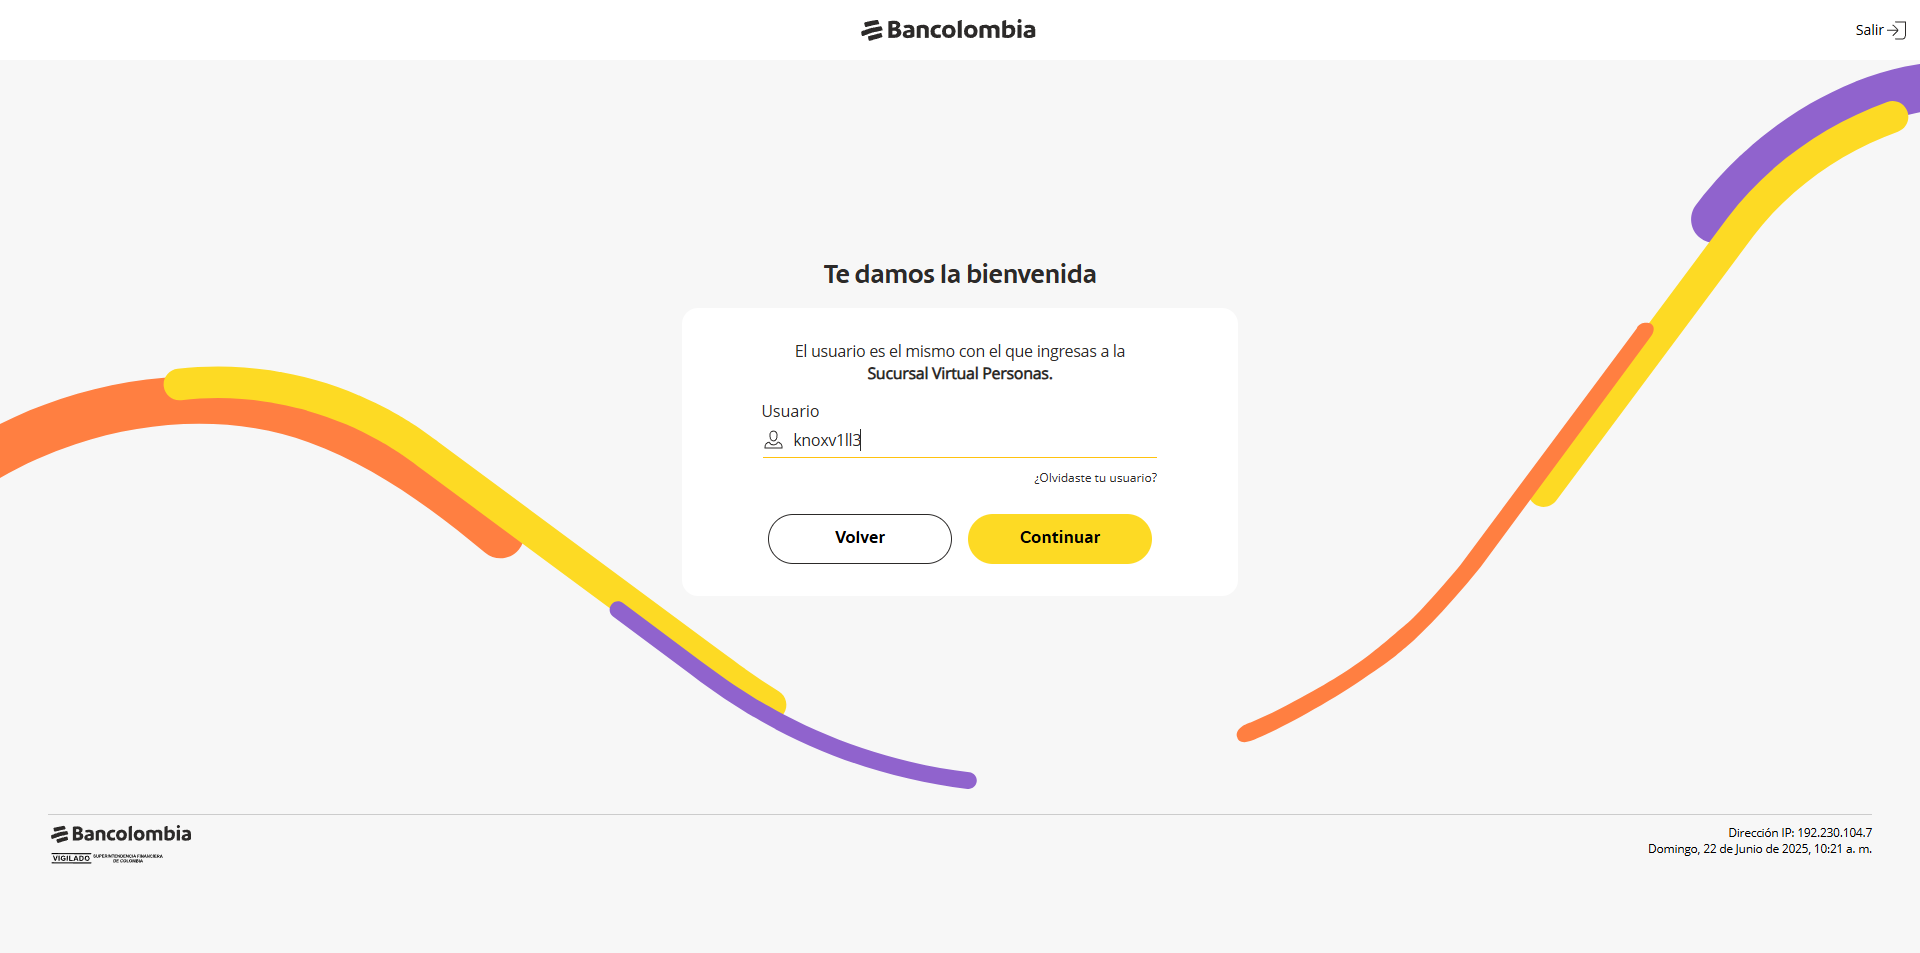 Bancolombia
Salir
Te damos la bienvenida
El usuario es el mismo con el que ingresas a la
Sucursal Virtual Personas.
Usuario
knoxv1ll3
¿Olvidaste tu usuario?
Volver
Continuar
Bancolombia
VIGILADO SUPERINTENDENCIA FINANCIERA
DE COLOMBIA
Dirección IP: 192.230.104.7
Domingo, 22 de Junio de 2025, 10:21 a. m.